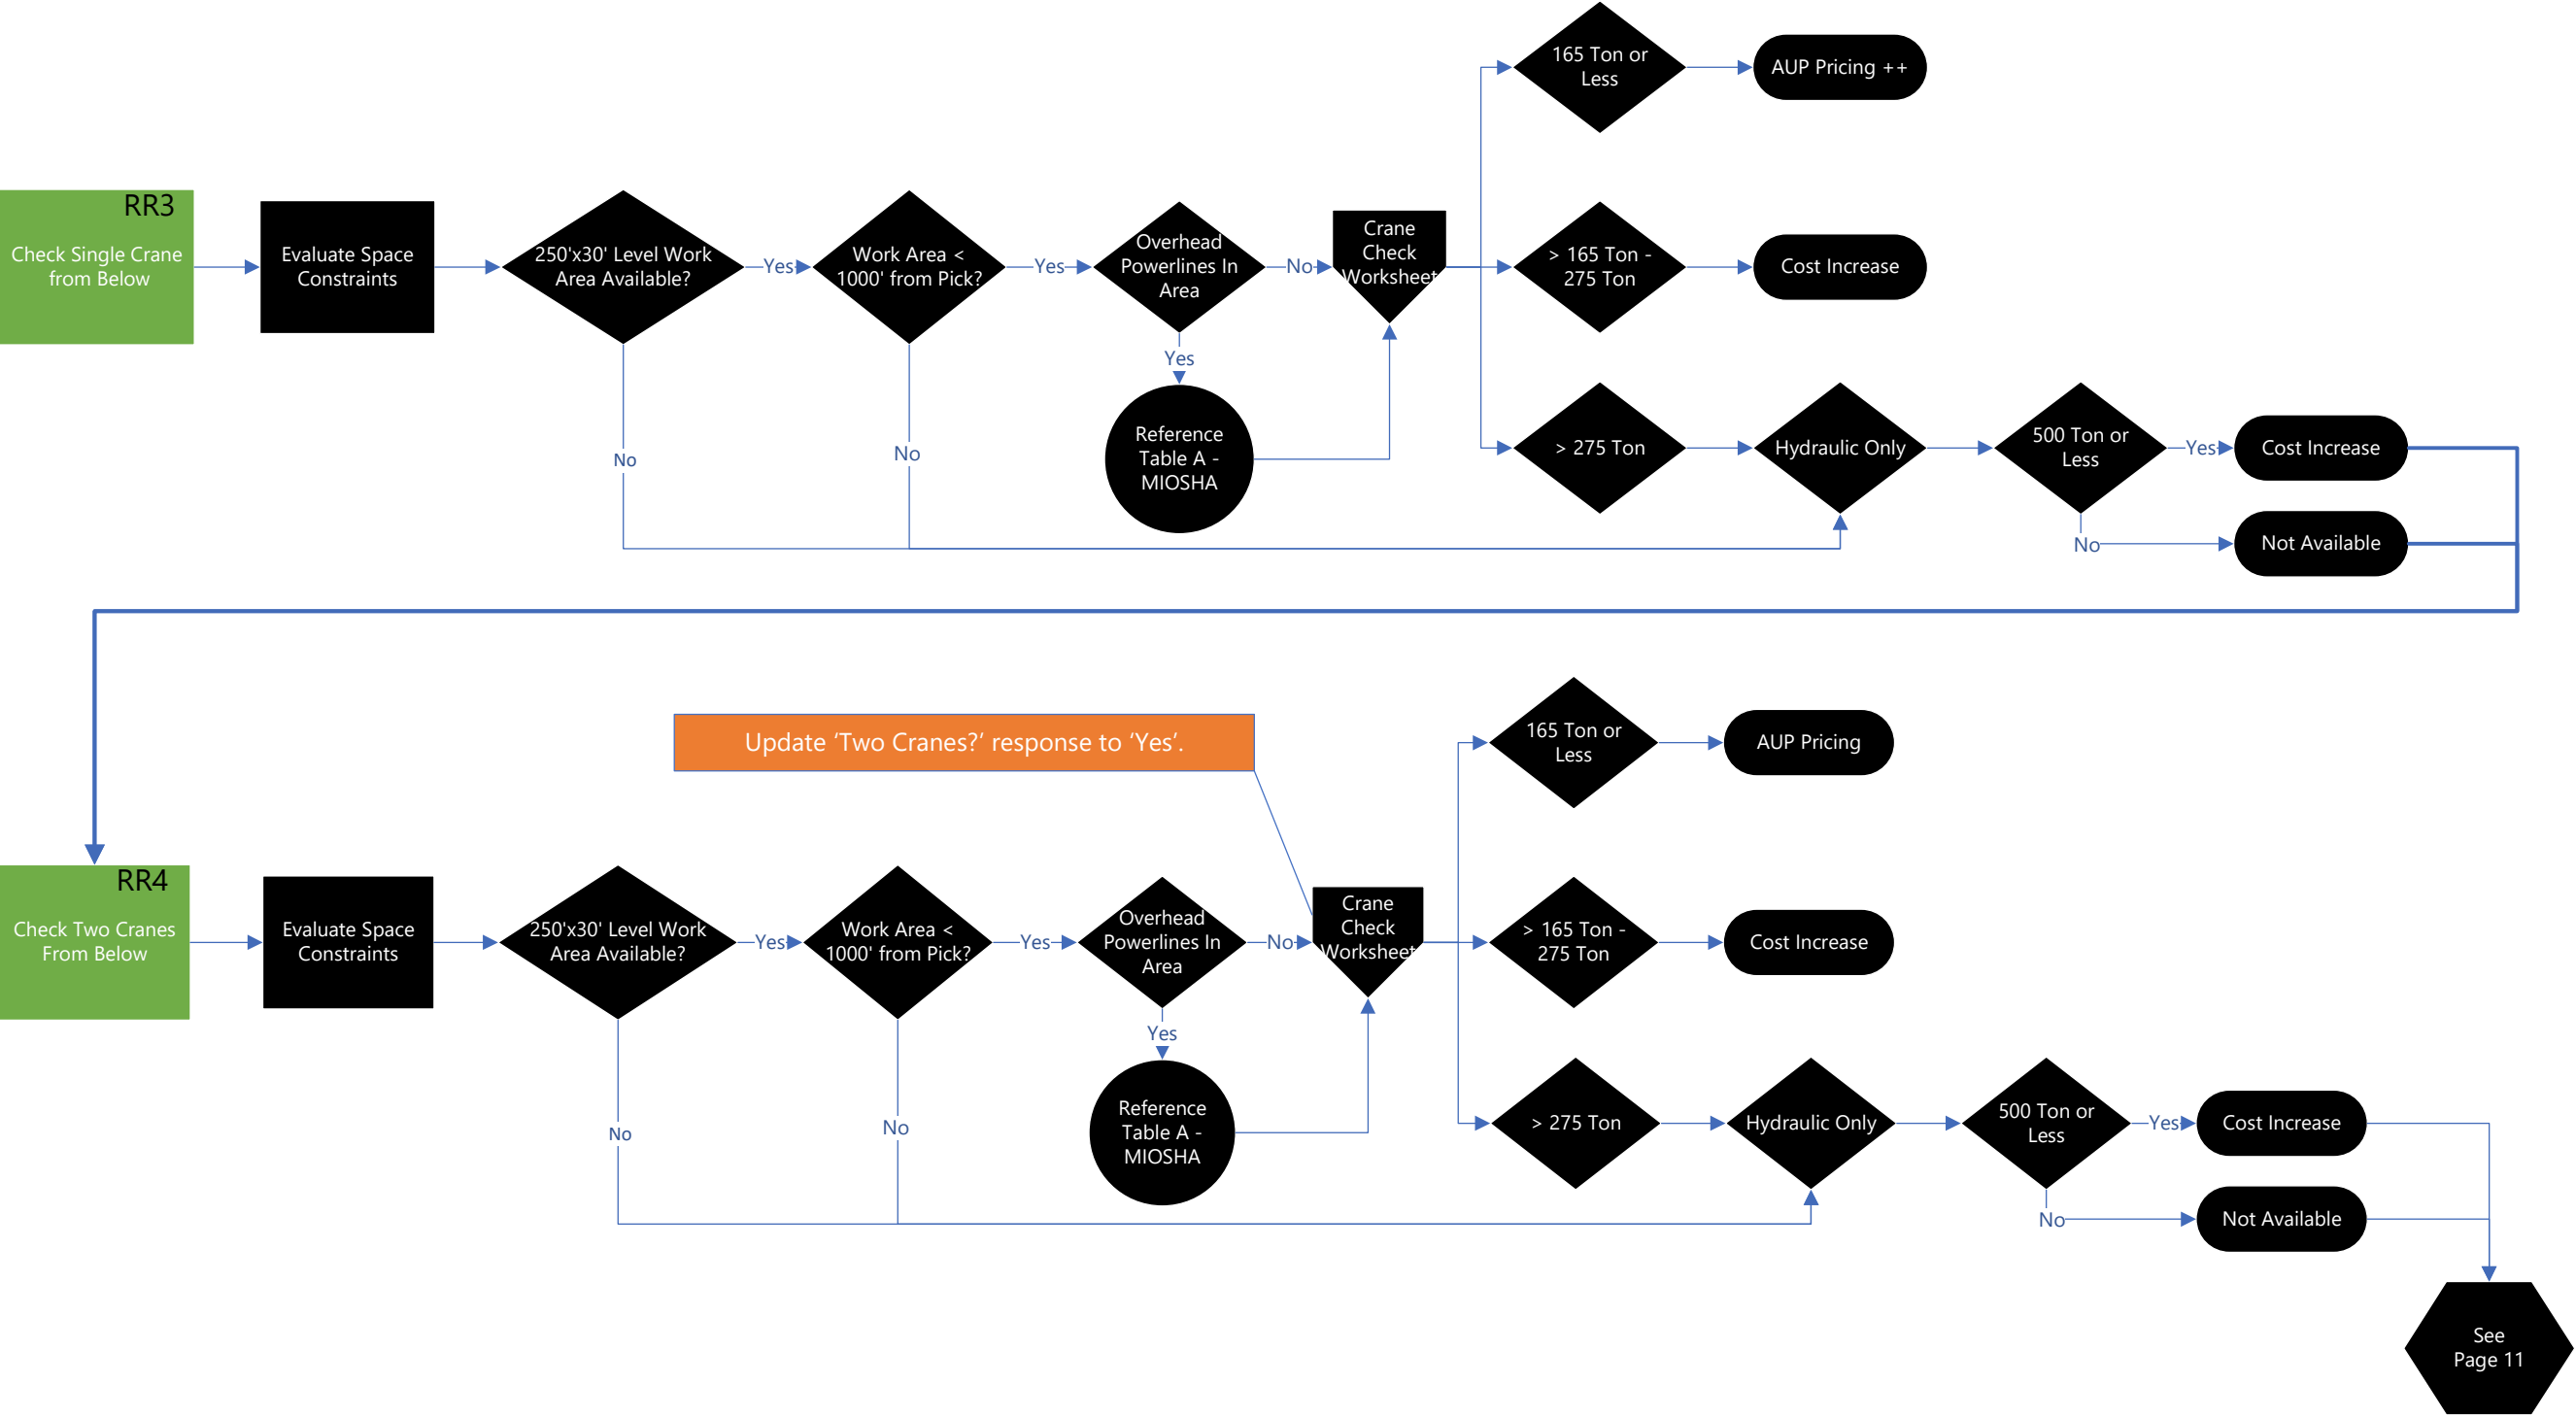 165 Ton or
Less
AUP Pricing ++
RR3
Check Single Crane
from Below
Evaluate Space
Constraints
250'x30' Level Work
Area Available?
Yes
Work Area <
1000' from Pick?
Yes
Overhead
Powerlines In
Area
No
Crane
Check
Worksheet
> 165 Ton -
275 Ton
Cost Increase
Yes
No
No
Reference
Table A -
MIOSHA
> 275 Ton
Hydraulic Only
500 Ton or
Less
Yes
Cost Increase
No
Not Available
Update ‘Two Cranes?’ response to ‘Yes’.
165 Ton or
Less
AUP Pricing
RR4
Check Two Cranes
From Below
Evaluate Space
Constraints
250'x30' Level Work
Area Available?
Yes
Work Area <
1000' from Pick?
Yes
Overhead
Powerlines In
Area
No
Crane
Check
Worksheet
> 165 Ton -
275 Ton
Cost Increase
Yes
No
No
Reference
Table A -
MIOSHA
> 275 Ton
Hydraulic Only
500 Ton or
Less
Yes
Cost Increase
No
Not Available
See
Page 11